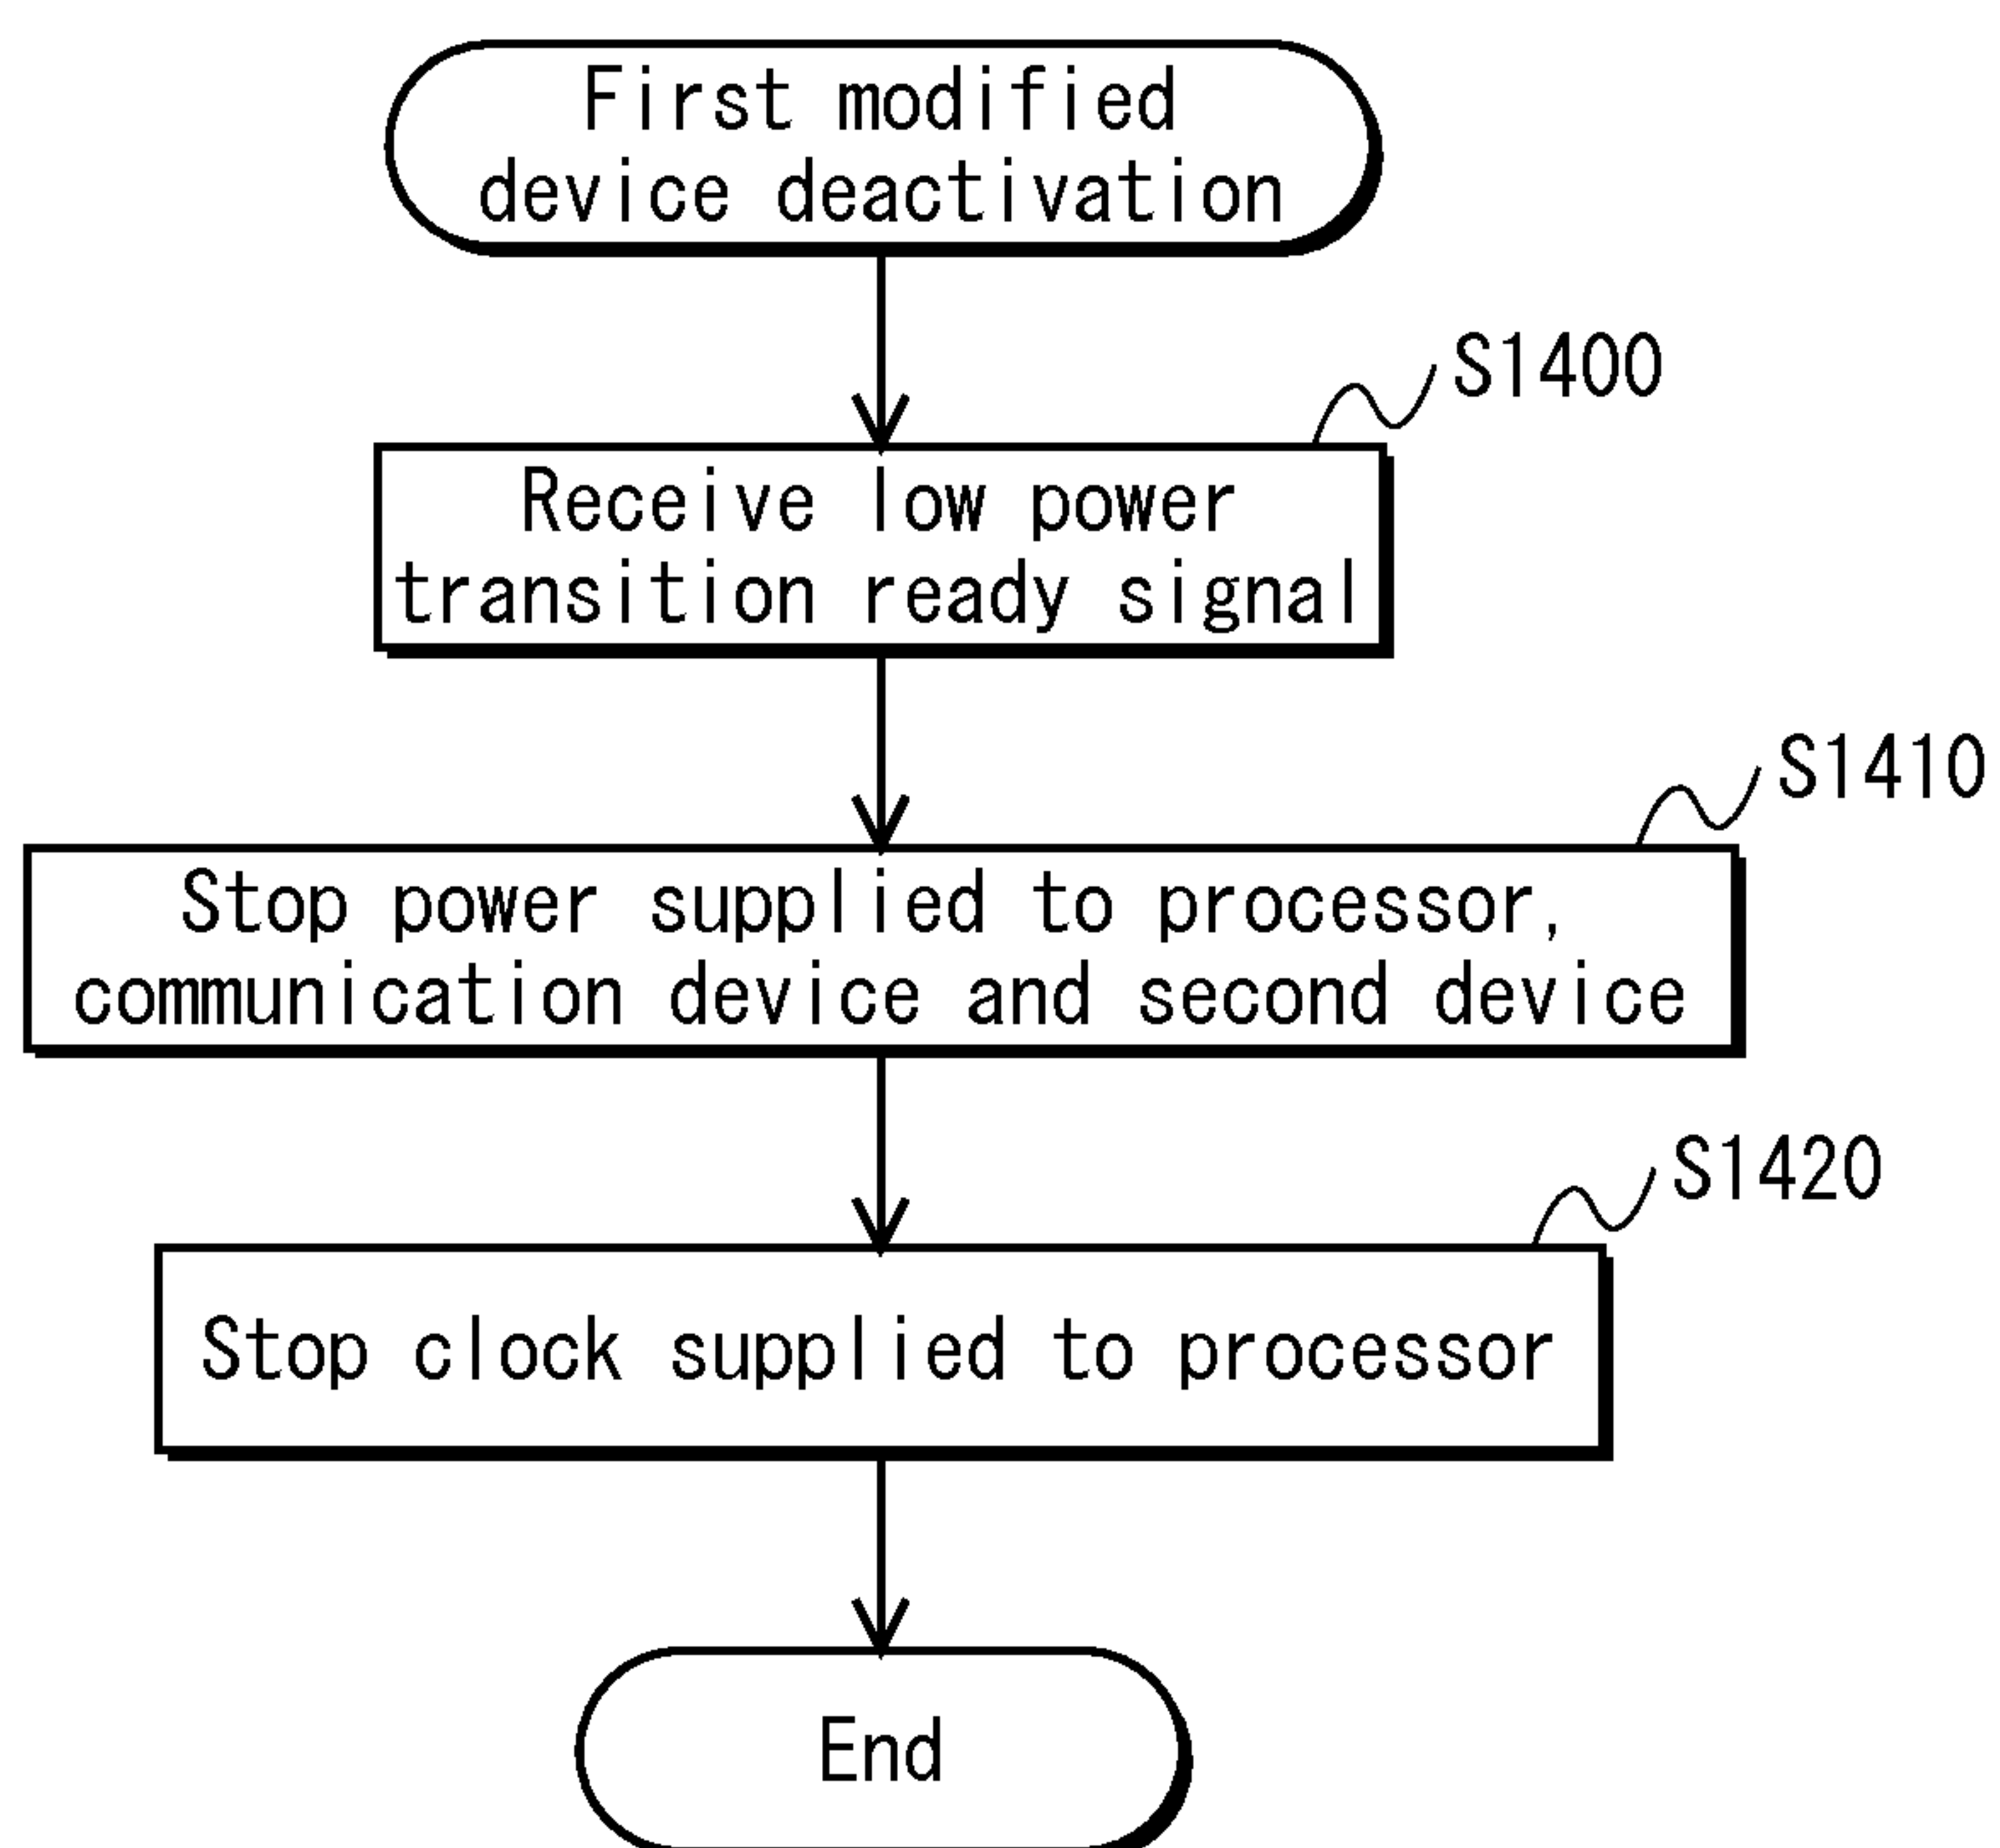 First modified
device deactivation
S1400
Receive low power
transition ready signal
S1410
Stop power supplied to processor,
communication device and second device
S1420
Stop clock supplied to processor
End